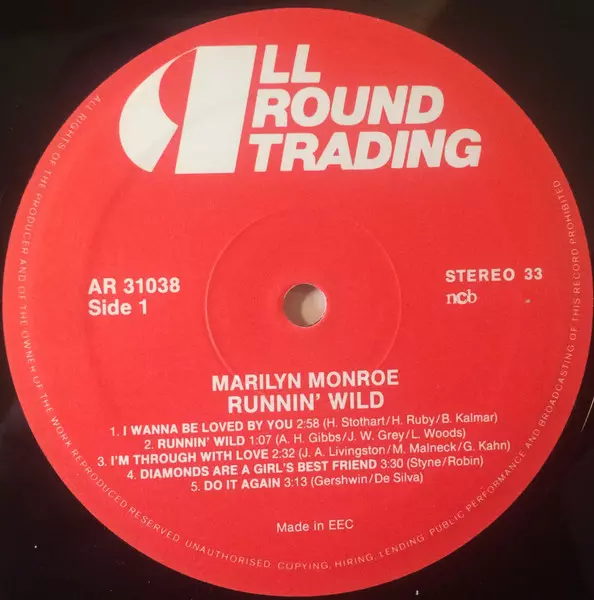 LL
ROUND
TRADING
AR 31038
Side 1
STEREO 33
ncb
MARILYN MONROE
RUNNIN' WILD
1. I WANNA BE LOVED BY YOU 2:58 (H. Stothart/H. Ruby/B. Kalmar)
2. RUNNIN' WILD 1:07 (A. H. Gibbs/J. W. Grey/L. Woods)
3. I'M THROUGH WITH LOVE 2:32 (J. A. Livingston/M. Malneck/G. Kahn)
4. DIAMONDS ARE A GIRL'S BEST FRIEND 3:30 (Styne/Robin)
5. DO IT AGAIN 3:13 (Gershwin/De Silva)
Made in EEC
ALL RIGHTS OF THE PRODUCER AND OF THE OWNER OF THE WORK REPRODUCED RESERVED. UNAUTHORISED COPYING, HIRING, LENDING, PUBLIC PERFORMANCE AND BROADCASTING OF THIS RECORD PROHIBITED